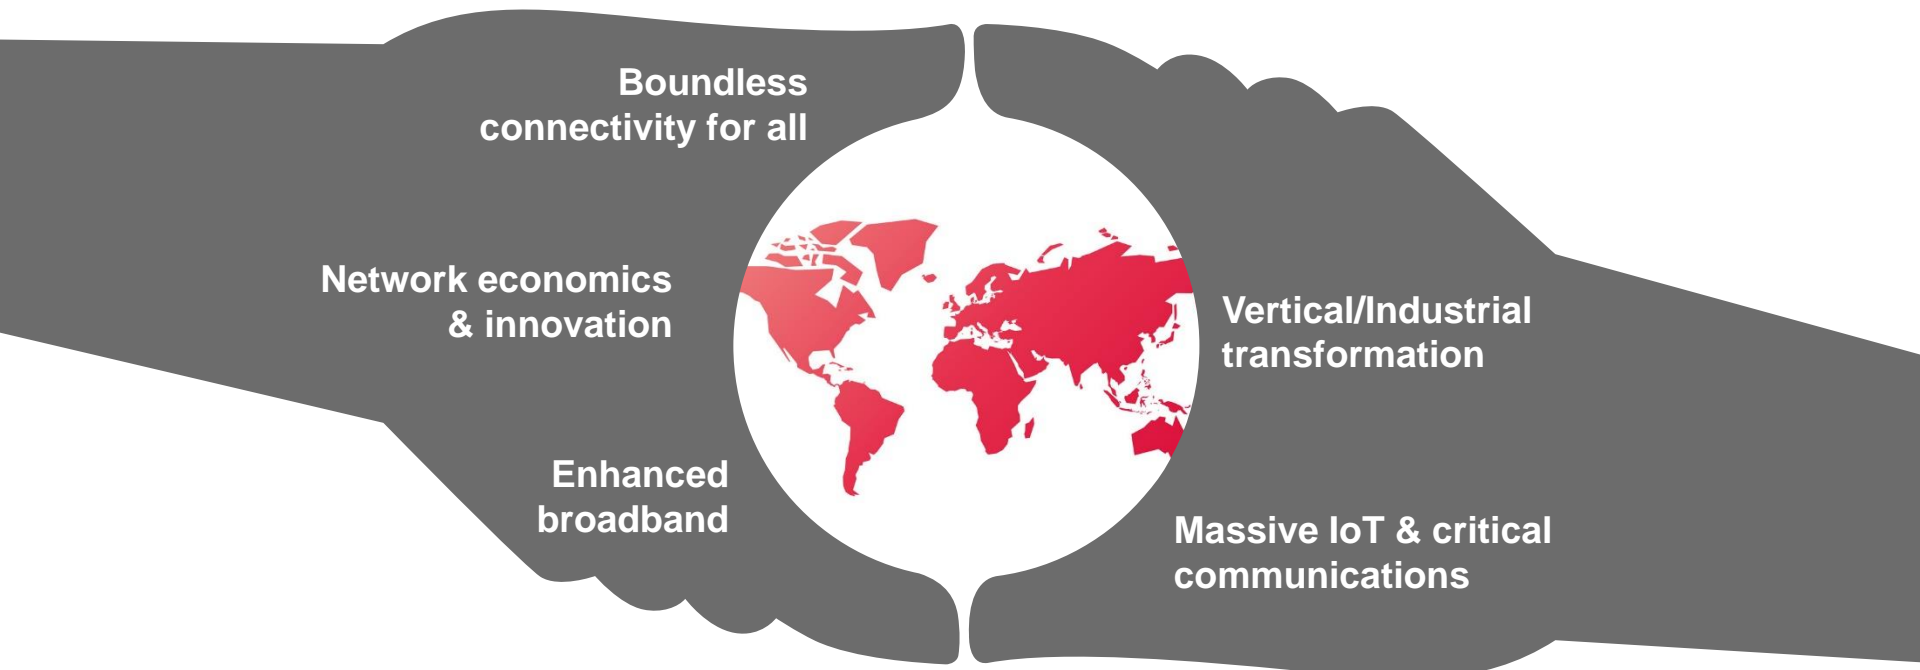 Boundless
connectivity for all
Network economics
& innovation
Enhanced
broadband
Vertical/Industrial
transformation
Massive IoT & critical
communications